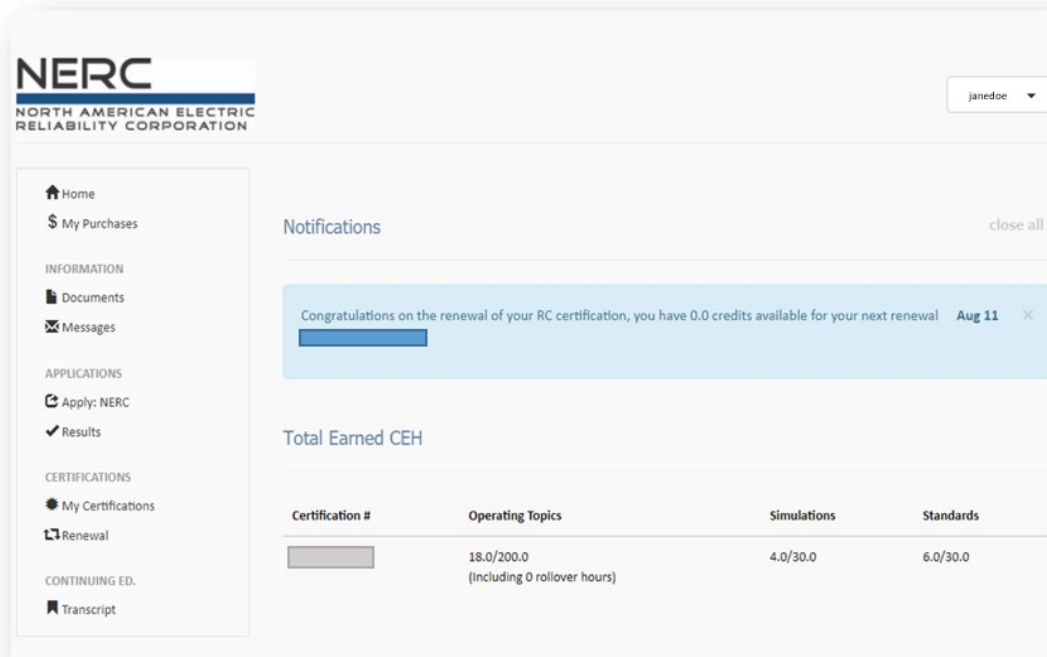 NERC
NORTH AMERICAN ELECTRIC
RELIABILITY CORPORATION
janedoe
Home
$ My Purchases
INFORMATION
Documents
Messages
APPLICATIONS
Apply: NERC
Results
CERTIFICATIONS
My Certifications
Renewal
CONTINUING ED.
Transcript
Notifications
close all
Congratulations on the renewal of your RC certification, you have 0.0 credits available for your next renewal Aug 11 ×
Total Earned CEH
Certification # Operating Topics Simulations Standards
18.0/200.0 4.0/30.0 6.0/30.0
(Including 0 rollover hours)